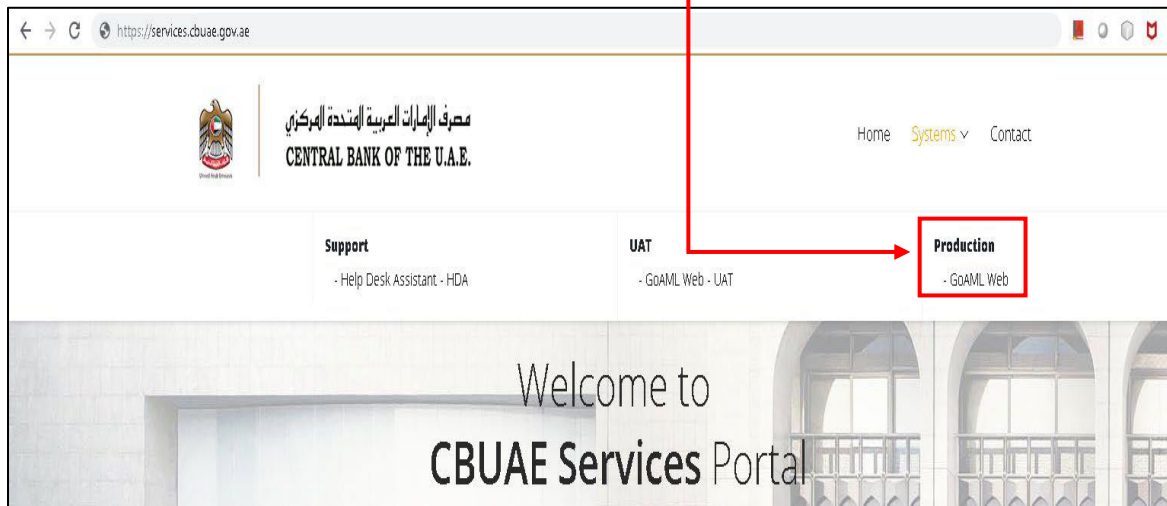 https://services.cbuae.gov.ae
مصرف الإمارات العربية المتحدة المركزي
CENTRAL BANK OF THE U.A.E.
Home Systems Contact
Support
- Help Desk Assistant - HDA
UAT
- GoAML Web - UAT
Production
- GoAML Web
Welcome to
CBUAE Services Portal